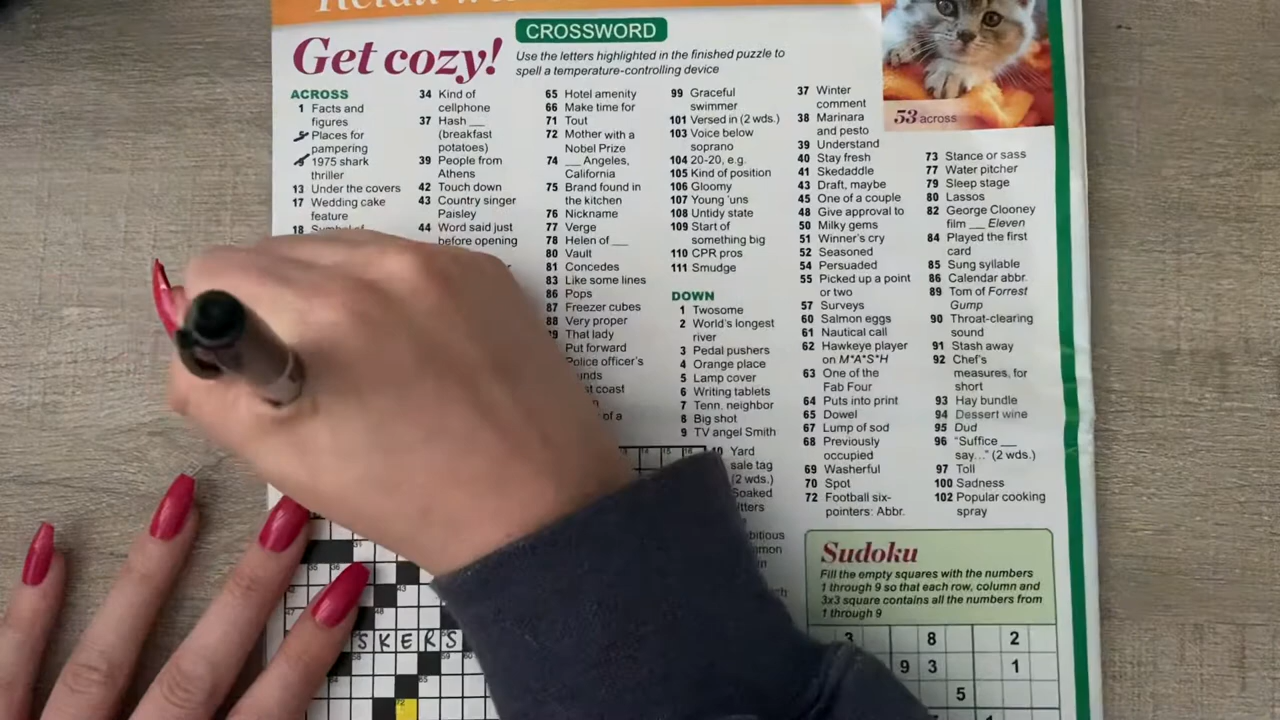 CROSSWORD
Get cozy!
Use the letters highlighted in the finished puzzle to
spell a temperature-controlling device
53 across
ACROSS
1 Facts and
figures
Places for
pampering
1975 shark
thriller
13 Under the covers
17 Wedding cake
feature
18 Symbol of
34 Kind of
cellphone
37 Hash ___
(breakfast
potatoes)
39 People from
Athens
42 Touch down
43 Country singer
Paisley
44 Word said just
before opening
65 Hotel amenity
66 Make time for
71 Tout
72 Mother with a
Nobel Prize
74 ___ Angeles,
California
75 Brand found in
the kitchen
76 Nickname
77 Verge
78 Helen of ___
80 Vault
81 Concedes
83 Like some lines
86 Pops
87 Freezer cubes
88 Very proper
That lady
Put forward
Police officer's
coast
of a
99 Graceful
swimmer
101 Versed in (2 wds.)
103 Voice below
soprano
104 20-20, e.g.
105 Kind of position
106 Gloomy
107 Young 'uns
108 Untidy state
109 Start of
something big
110 CPR pros
111 Smudge
DOWN
1 Twosome
2 World's longest
river
3 Pedal pushers
4 Orange place
5 Lamp cover
6 Writing tablets
7 Tenn. neighbor
8 Big shot
9 TV angel Smith
10 Yard
sale tag
(2 wds.)
Soaked
37 Winter
comment
38 Marinara
and pesto
39 Understand
40 Stay fresh
41 Skedaddle
43 Draft, maybe
45 One of a couple
48 Give approval to
50 Milky gems
51 Winner's cry
52 Seasoned
54 Persuaded
55 Picked up a point
or two
57 Surveys
60 Salmon eggs
61 Nautical call
62 Hawkeye player
on M*A*S*H
63 One of the
Fab Four
64 Puts into print
65 Dowel
67 Lump of sod
68 Previously
occupied
69 Washerful
70 Spot
72 Football six-
pointers: Abbr.
73 Stance or sass
77 Water pitcher
79 Sleep stage
80 Lassos
82 George Clooney
film ___ Eleven
84 Played the first
card
85 Sung syllable
86 Calendar abbr.
89 Tom of Forrest
Gump
90 Throat-clearing
sound
91 Stash away
92 Chef's
measures, for
short
93 Hay bundle
94 Dessert wine
95 Dud
96 "Suffice ___
say…" (2 wds.)
97 Toll
100 Sadness
102 Popular cooking
spray
SKERS
Sudoku
Fill the empty squares with the numbers
1 through 9 so that each row, column and
3x3 square contains all the numbers from
1 through 9
3 8 2
9 3 1
5